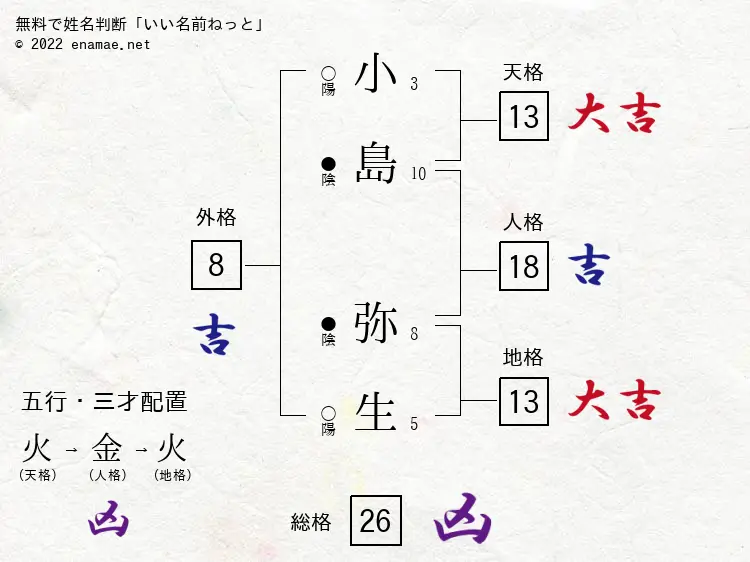 無料で姓名判断「いい名前ねっと」
© 2022 enamae.net
○
陽
小
3
天格
13
大吉
●
陰
島
10
外格
8
吉
人格
18
吉
●
陰
弥
8
地格
13
大吉
○
陽
生
5
五行・三才配置
火 → 金 → 火
(天格) (人格) (地格)
凶
総格
26
凶